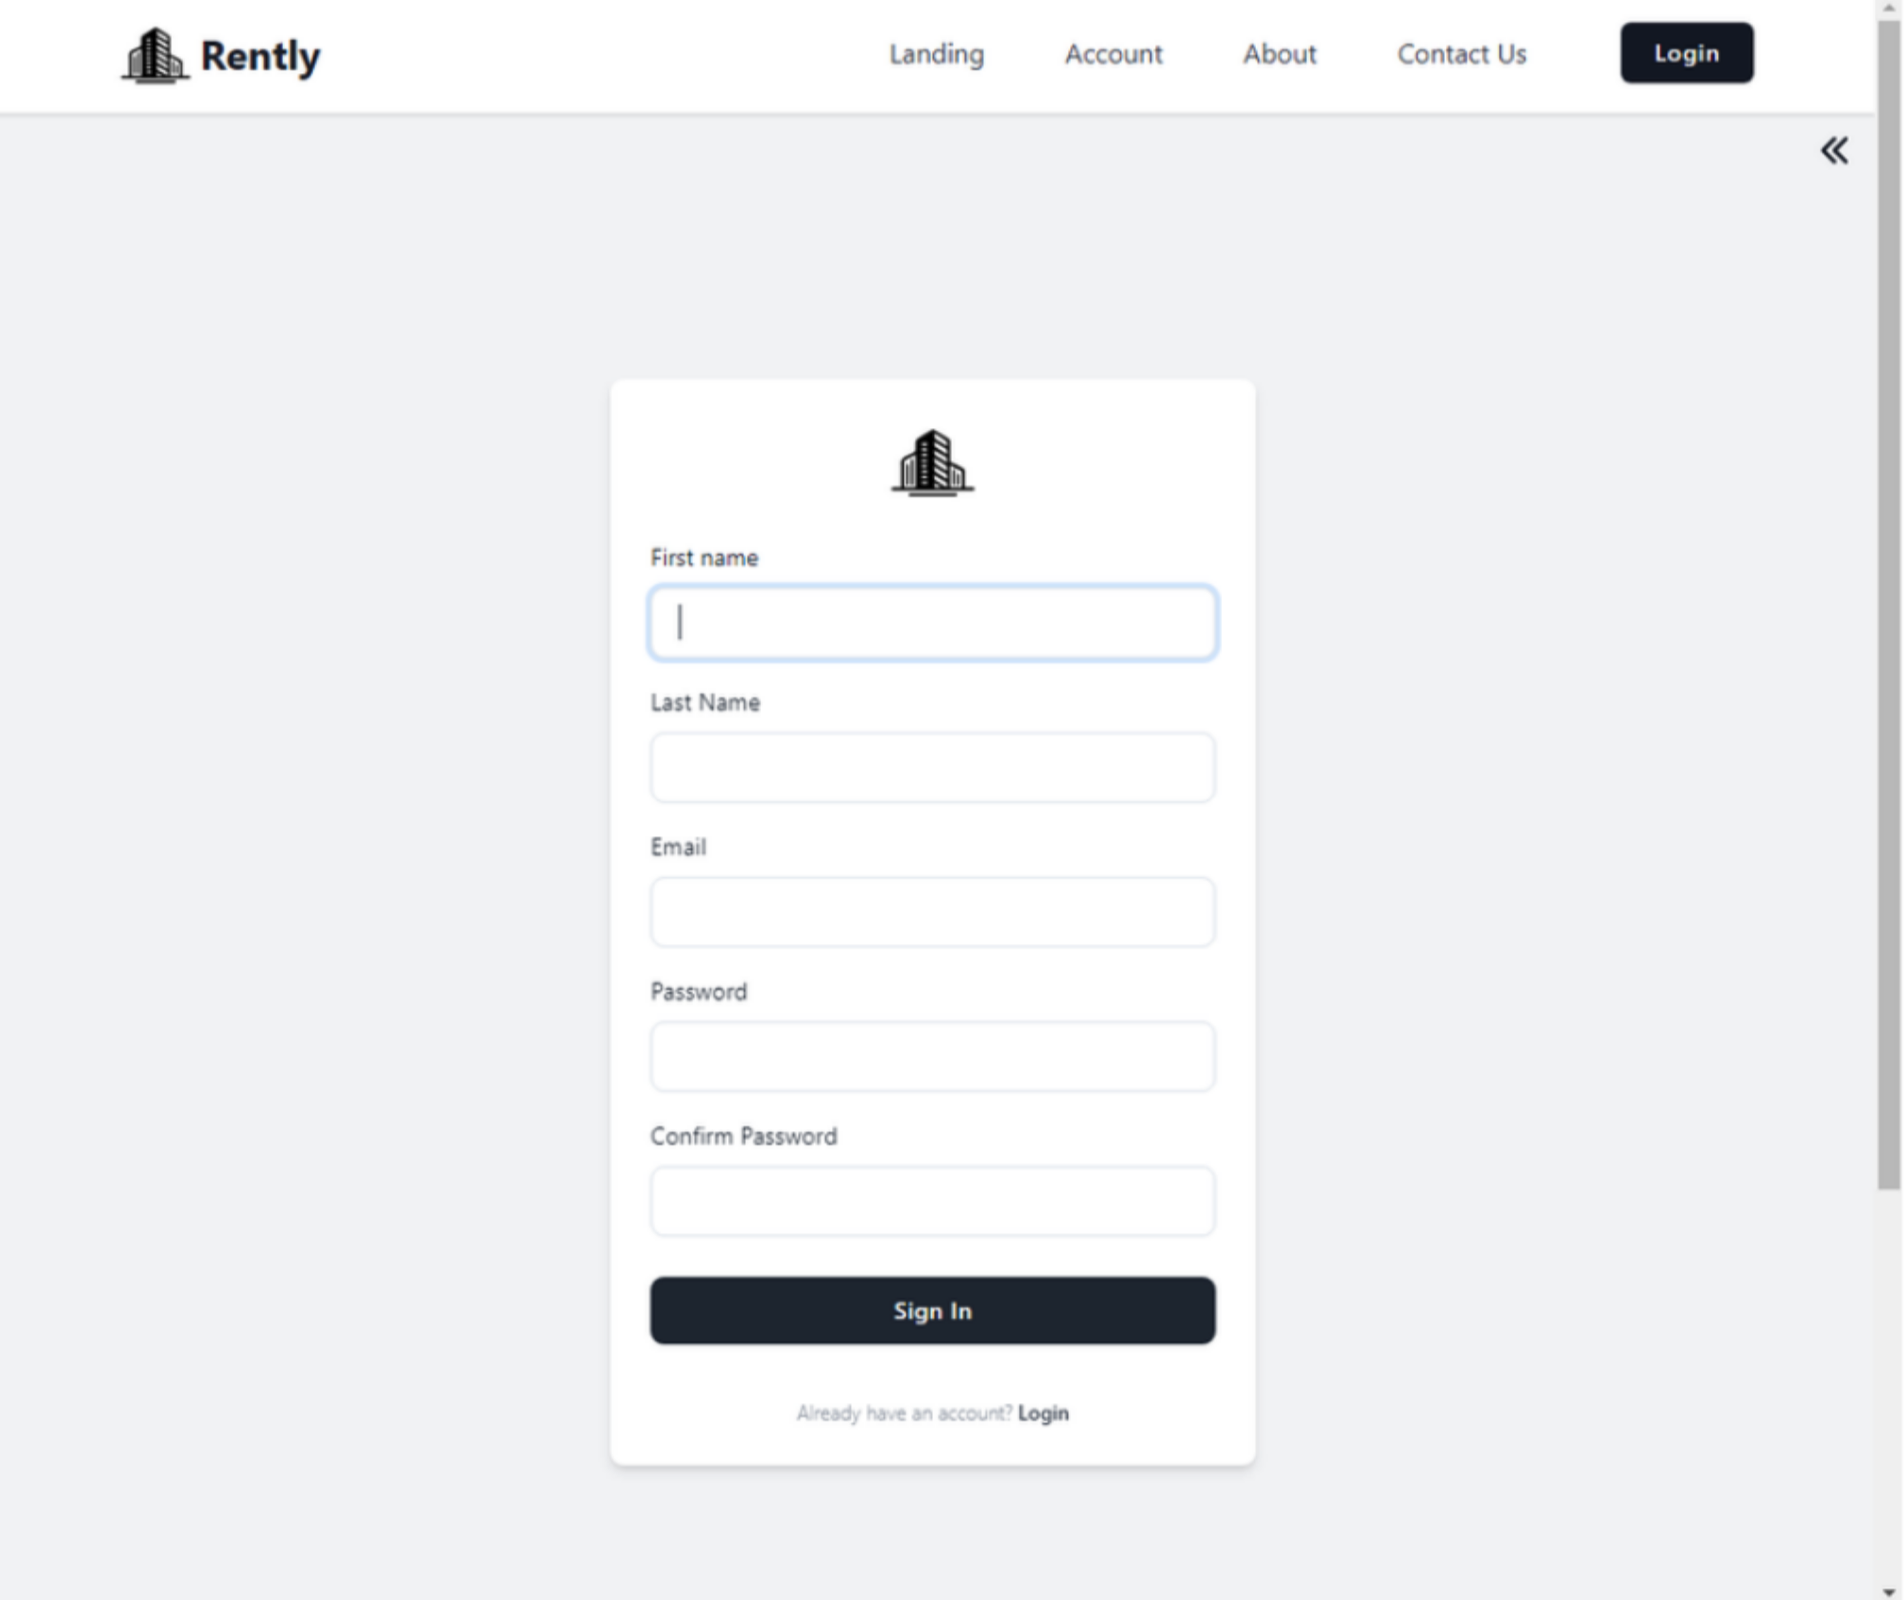 Rently
Landing Account About Contact Us Login
First name
Last Name
Email
Password
Confirm Password
Sign In
Already have an account? Login